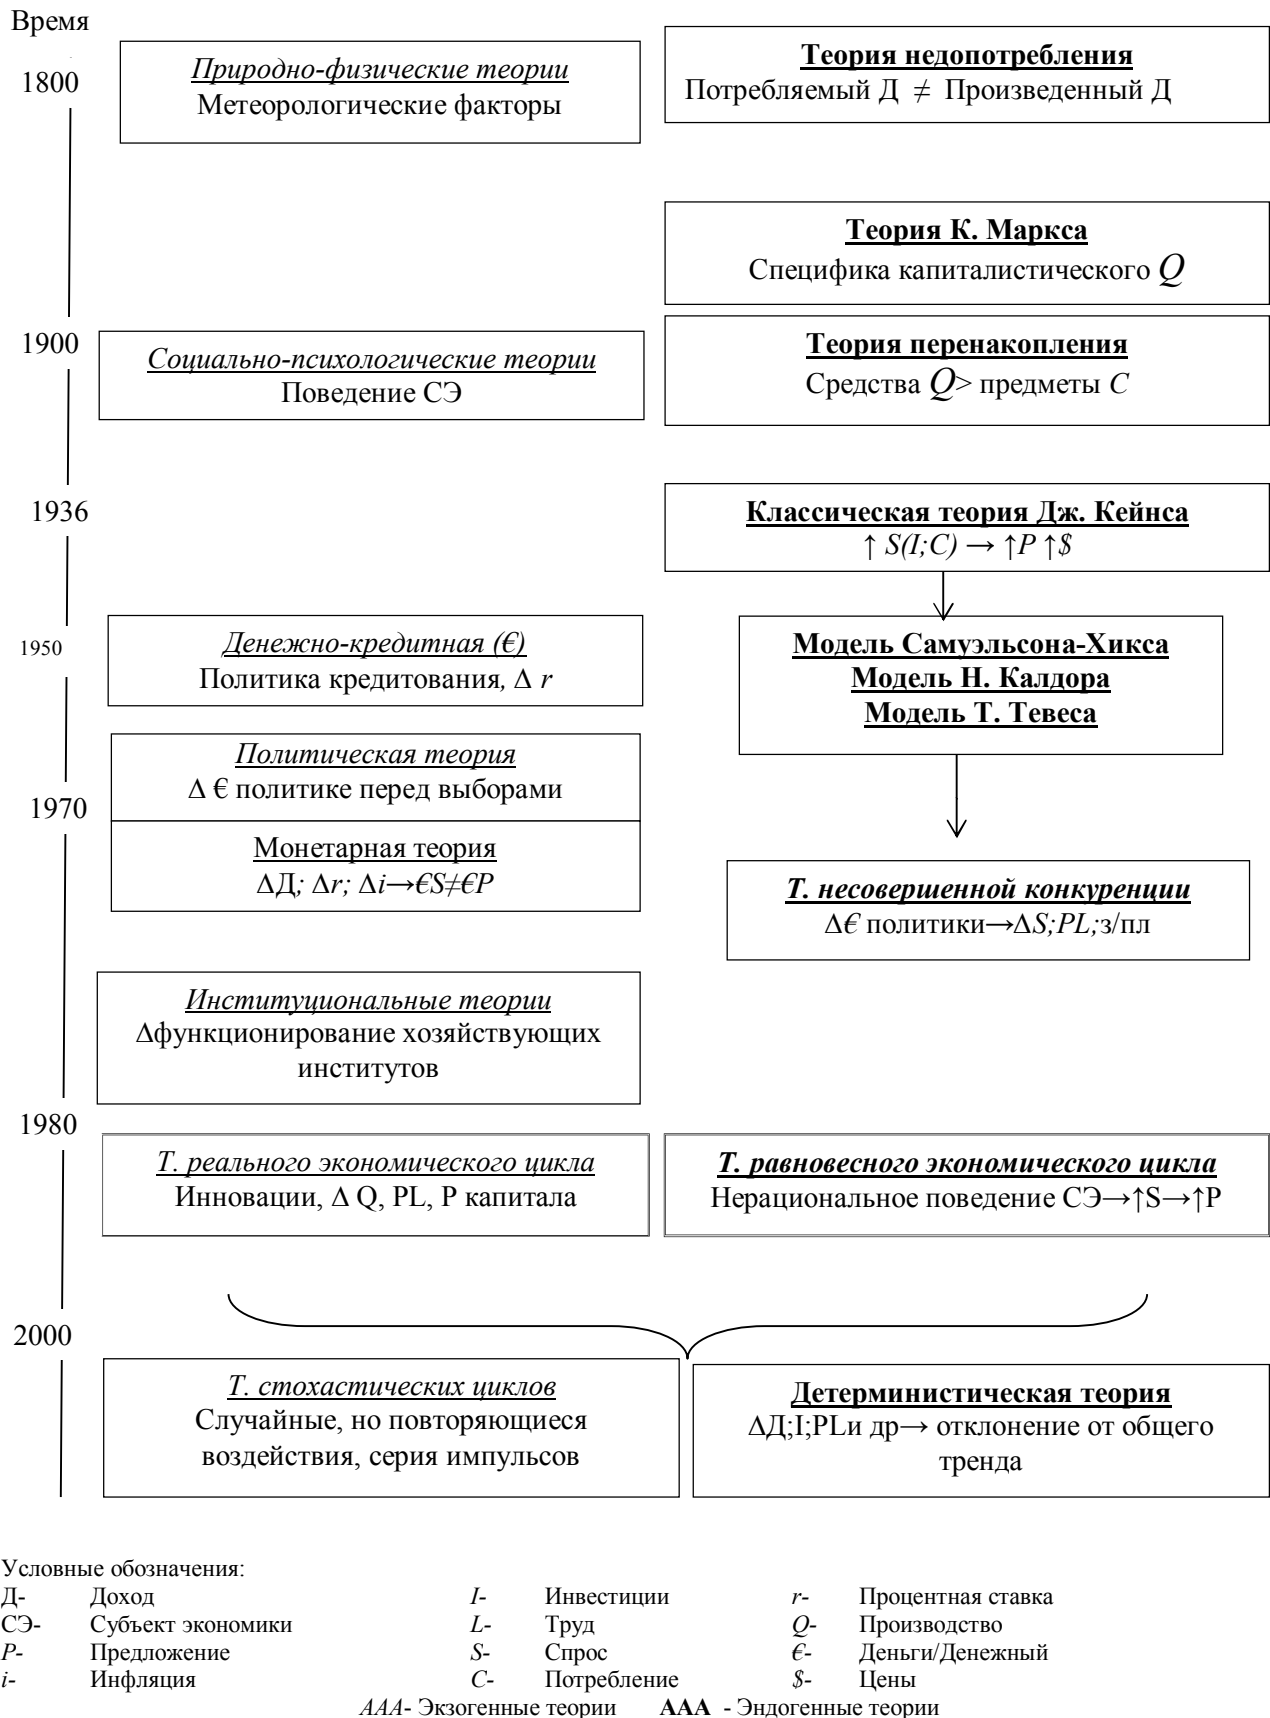 Время
1800
Природно-физические теории
Метеорологические факторы
Теория недопотребления
Потребляемый Д ≠ Произведенный Д
Теория К. Маркса
Специфика капиталистического Q
1900
Социально-психологические теории
Поведение СЭ
Теория перенакопления
Средства Q> предметы C
1936
Классическая теория Дж. Кейнса
↑ S(I;C) → ↑P ↑$
1950
Денежно-кредитная (€)
Политика кредитования, Δ r
Модель Самуэльсона-Хикса
Модель Н. Калдора
Модель Т. Тевеса
Политическая теория
Δ € политике перед выборами
1970
Монетарная теория
ΔД; Δr; Δi→€S≠€P
Т. несовершенной конкуренции
Δ€ политики→ΔS;PL;з/пл
Институциональные теории
Δфункционирование хозяйствующих
институтов
1980
Т. реального экономического цикла
Инновации, Δ Q, PL, P капитала
Т. равновесного экономического цикла
Нерациональное поведение СЭ→↑S→↑P
2000
Т. стохастических циклов
Случайные, но повторяющиеся
воздействия, серия импульсов
Детерминистическая теория
ΔД;I;PLи др→ отклонение от общего
тренда
Условные обозначения:
Д- Доход I- Инвестиции r- Процентная ставка
СЭ- Субъект экономики L- Труд Q- Производство
P- Предложение S- Спрос €- Деньги/Денежный
i- Инфляция C- Потребление $- Цены
ААА- Экзогенные теории ААА - Эндогенные теории